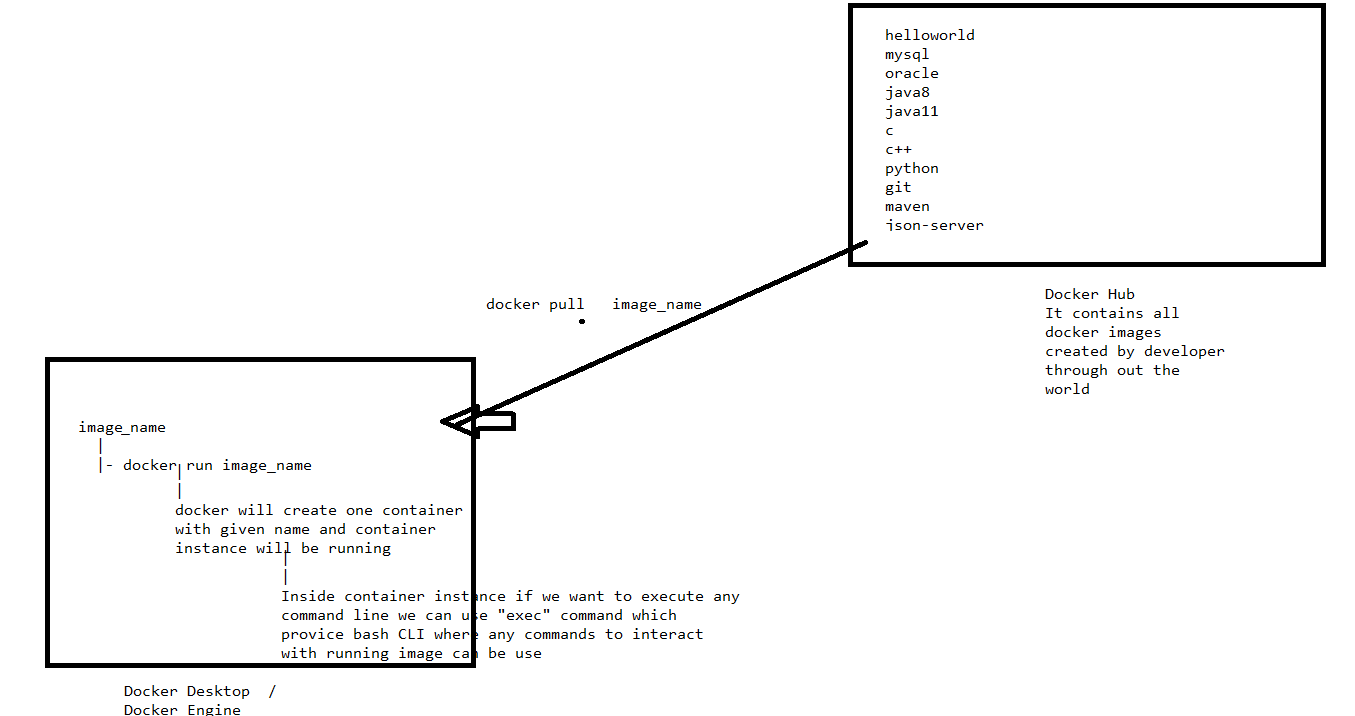 helloworld
mysql
oracle
java8
java11
c
c++
python
git
maven
json-server
Docker Hub
It contains all
docker images
created by developer
through out the
world
docker pull   image_name
image_name
|
|- docker run image_name
|
|
docker will create one container
with given name and container
instance will be running
|
|
Inside container instance if we want to execute any
command line we can use "exec" command which
provice bash CLI where any commands to interact
with running image can be use
Docker Desktop  /
Docker Engine